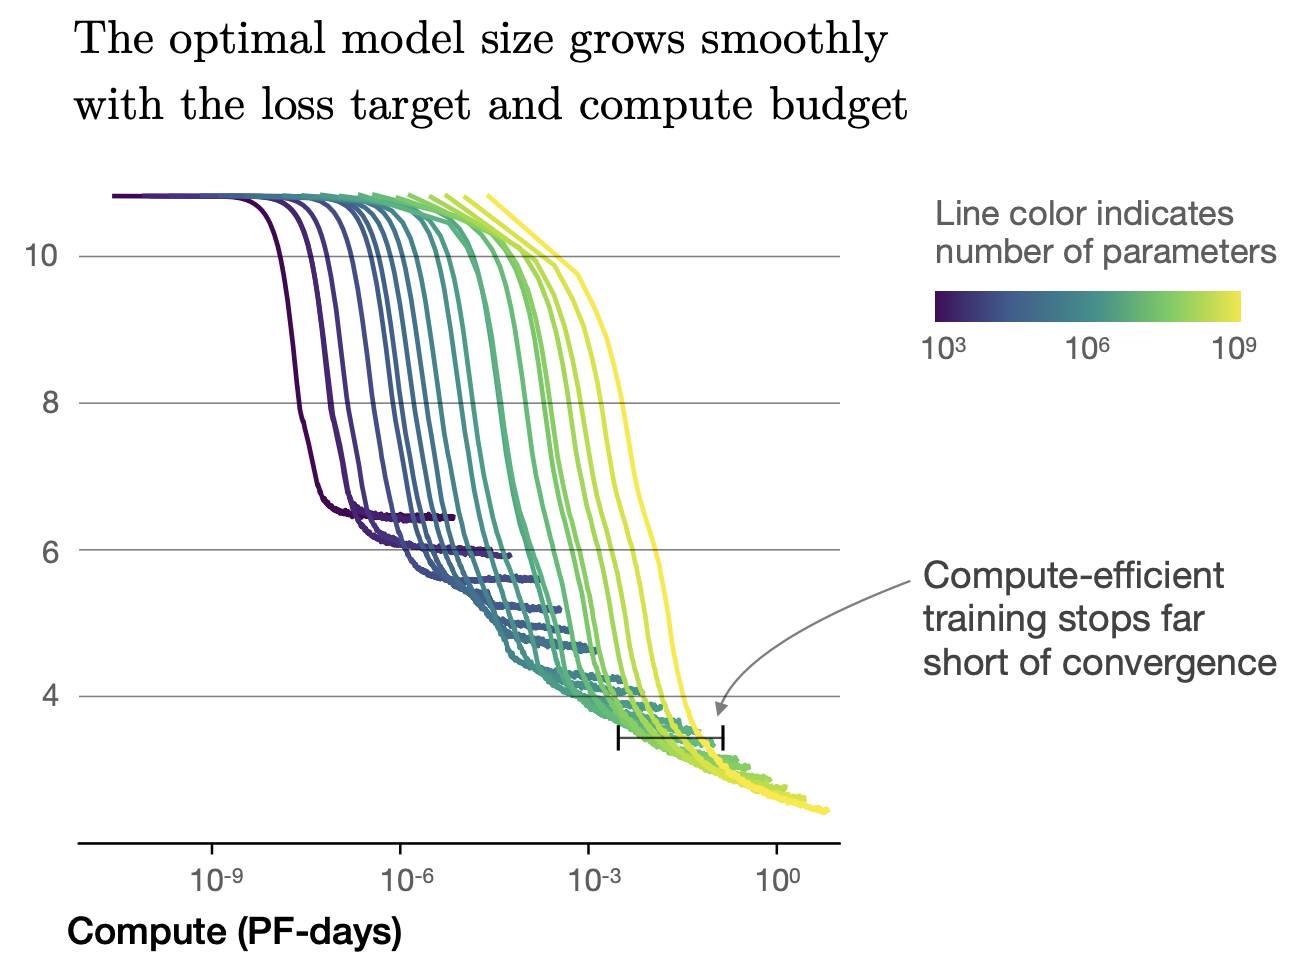 The optimal model size grows smoothly
with the loss target and compute budget
Line color indicates
number of parameters
10³ 10⁶ 10⁹
10
8
6
4
Compute-efficient
training stops far
short of convergence
10⁻⁹ 10⁻⁶ 10⁻³ 10⁰
Compute (PF-days)